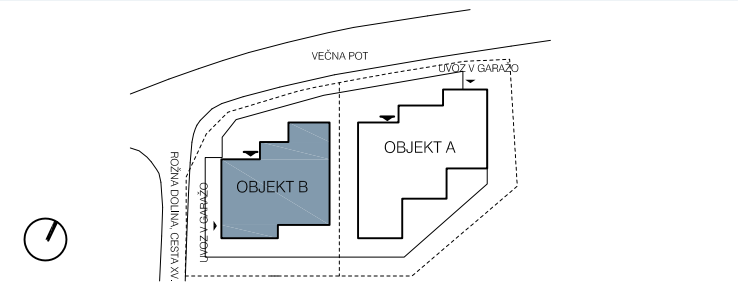 VEČNA POT
UVOZ V GARAŽO
OBJEKT A
OBJEKT B
ROŽNA DOLINA, CESTA XV.
UVOZ V GARAŽO